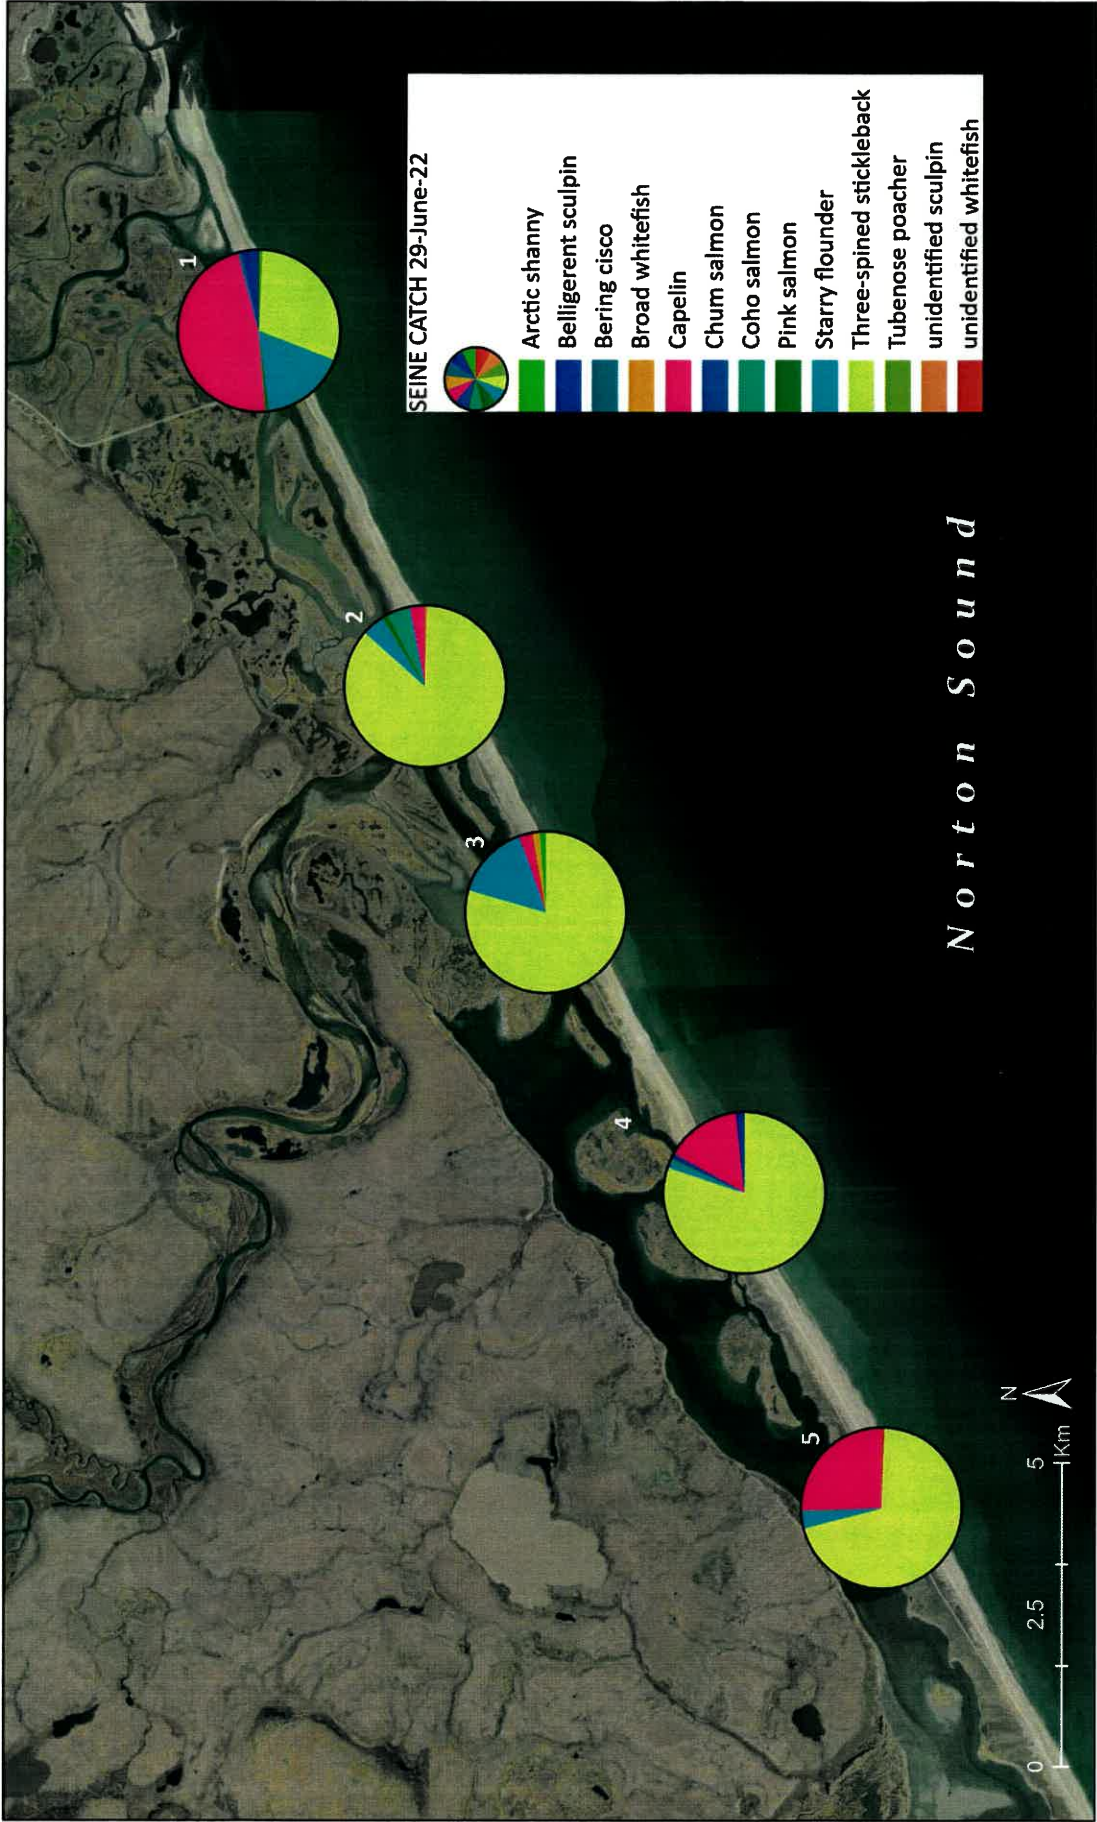 SEINE CATCH 29-June-22
Arctic shanny
Belligerent sculpin
Bering cisco
Broad whitefish
Capelin
Chum salmon
Coho salmon
Pink salmon
Starry flounder
Three-spined stickleback
Tubenose poacher
unidentified sculpin
unidentified whitefish
1
2
3
4
5
Norton Sound
N
0 2.5 5
Km